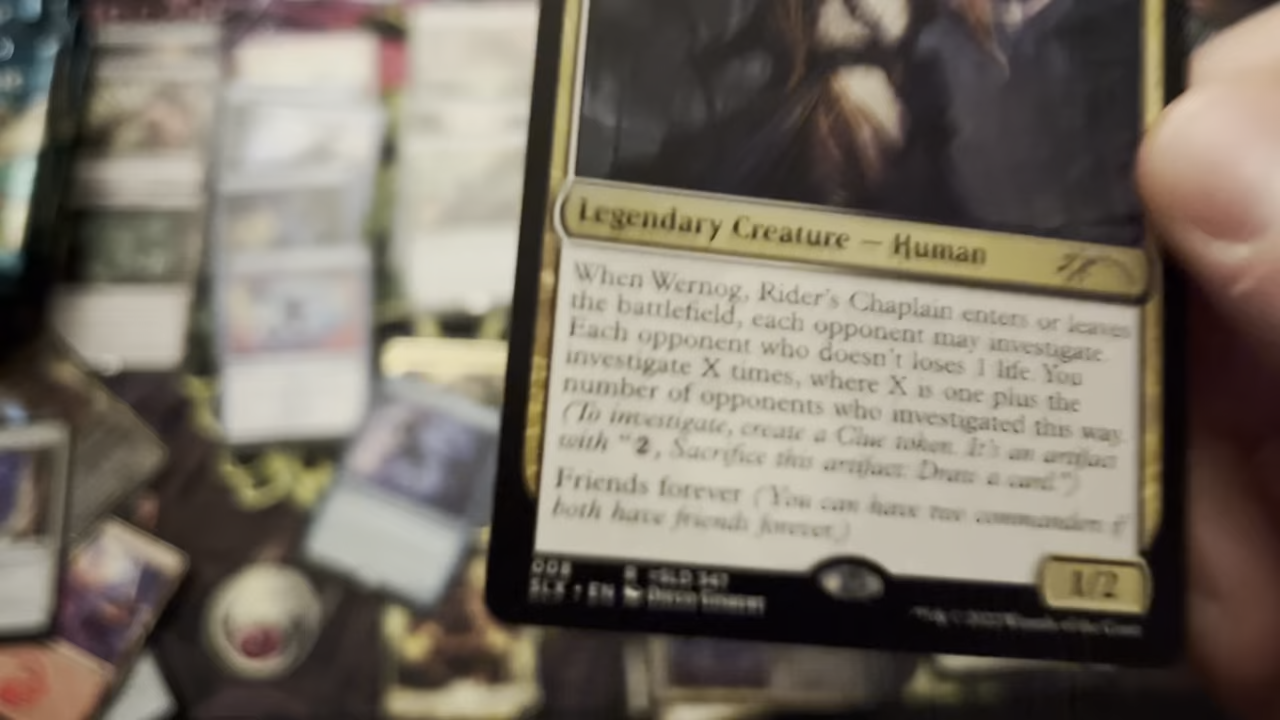 Legendary Creature — Human
When Wernog, Rider's Chaplain enters or leaves
the battlefield, each opponent may investigate.
Each opponent who doesn't loses 1 life. You
investigate X times, where X is one plus the
number of opponents who investigated this way.
(To investigate, create a Clue token. It's an artifact
with "2, Sacrifice this artifact: Draw a card.")
Friends forever (You can have two commanders if
both have friends forever.)
008 R
SLX EN
1/2